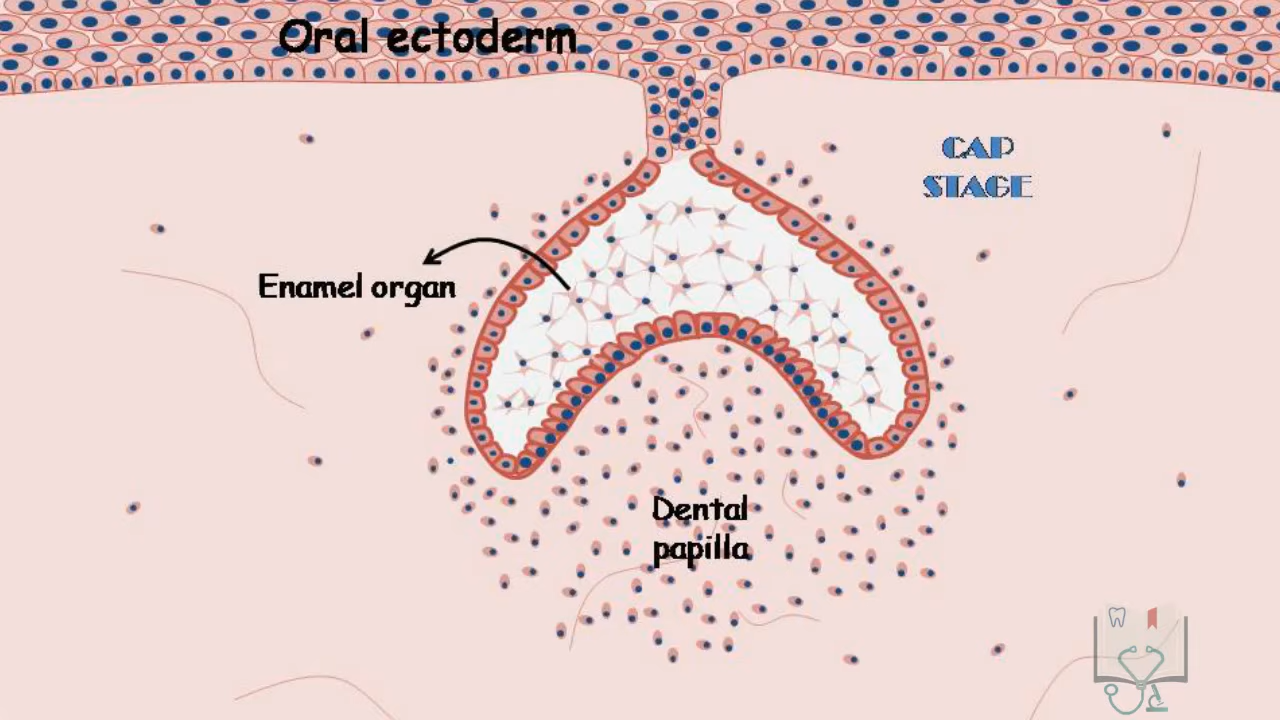 Oral ectoderm
CAP
STAGE
Enamel organ
Dental
papilla